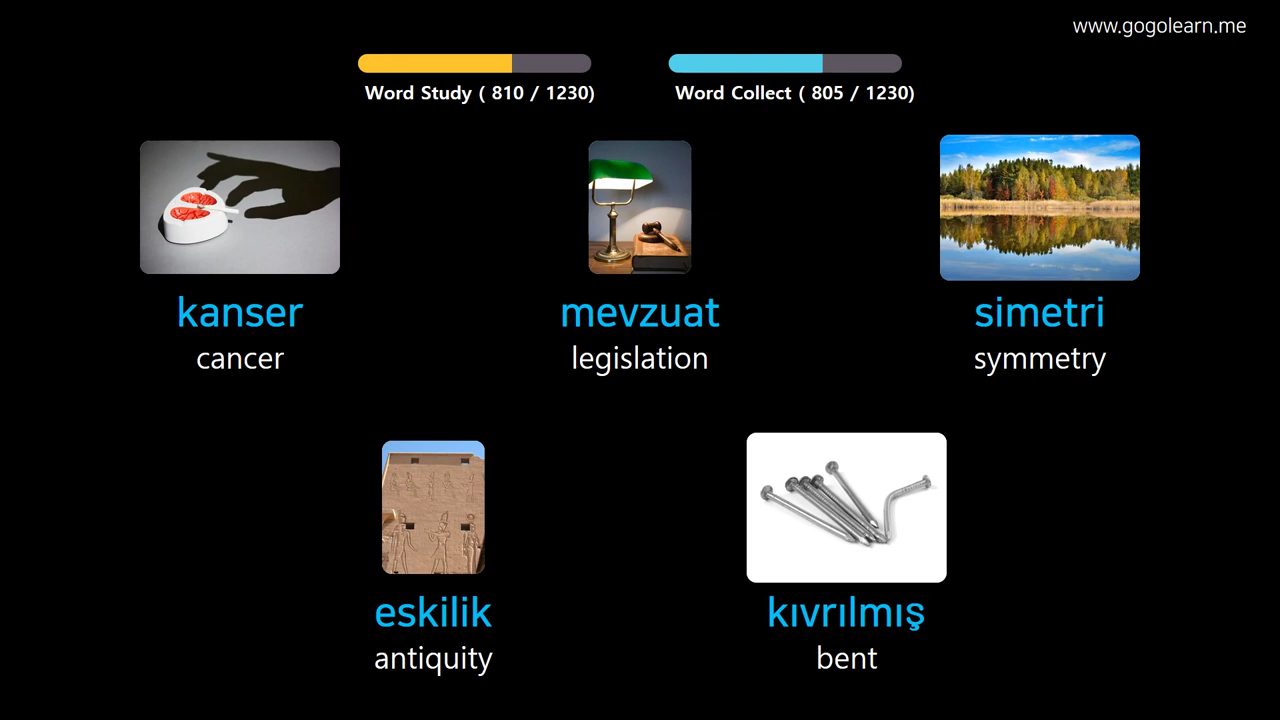 www.gogolearn.me
Word Study ( 810 / 1230)
Word Collect ( 805 / 1230)
kanser
cancer
mevzuat
legislation
simetri
symmetry
eskilik
antiquity
kıvrılmış
bent